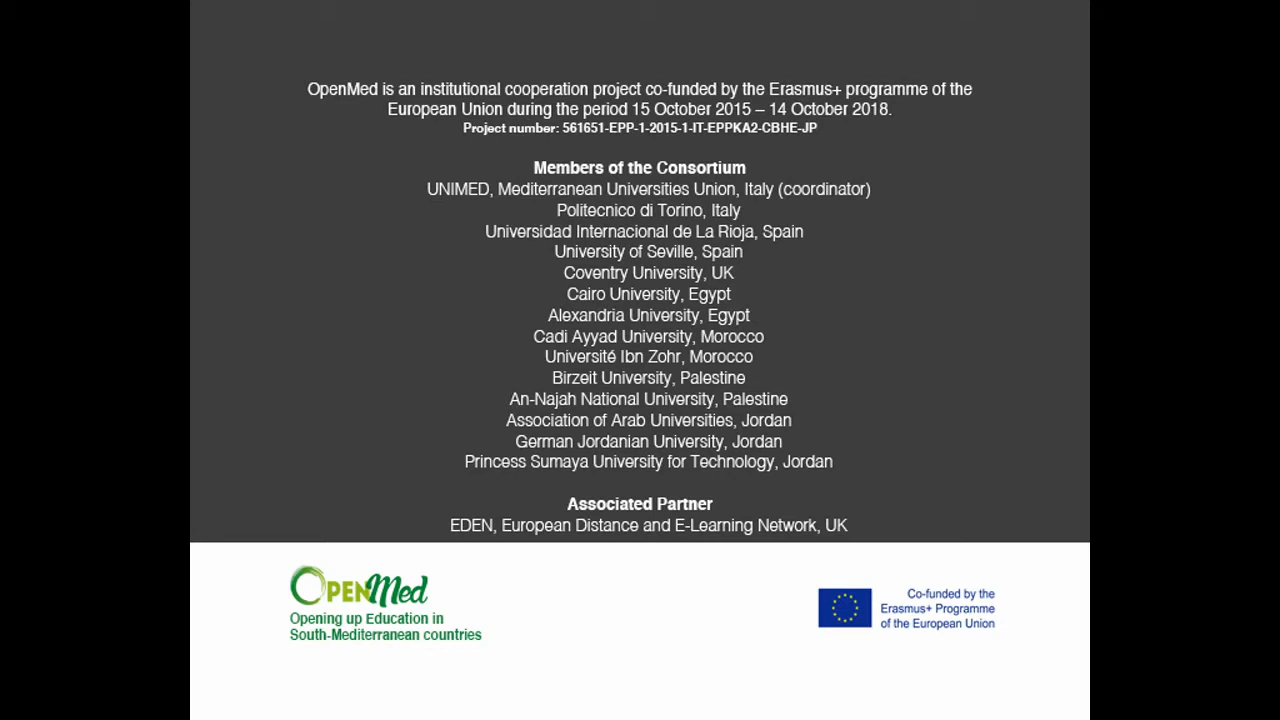 OpenMed is an institutional cooperation project co-funded by the Erasmus+ programme of the
European Union during the period 15 October 2015 – 14 October 2018.
Project number: 561651-EPP-1-2015-1-IT-EPPKA2-CBHE-JP
Members of the Consortium
UNIMED, Mediterranean Universities Union, Italy (coordinator)
Politecnico di Torino, Italy
Universidad Internacional de La Rioja, Spain
University of Seville, Spain
Coventry University, UK
Cairo University, Egypt
Alexandria University, Egypt
Cadi Ayyad University, Morocco
Université Ibn Zohr, Morocco
Birzeit University, Palestine
An-Najah National University, Palestine
Association of Arab Universities, Jordan
German Jordanian University, Jordan
Princess Sumaya University for Technology, Jordan
Associated Partner
EDEN, European Distance and E-Learning Network, UK
OPENMed
Opening up Education in
South-Mediterranean countries
Co-funded by the
Erasmus+ Programme
of the European Union